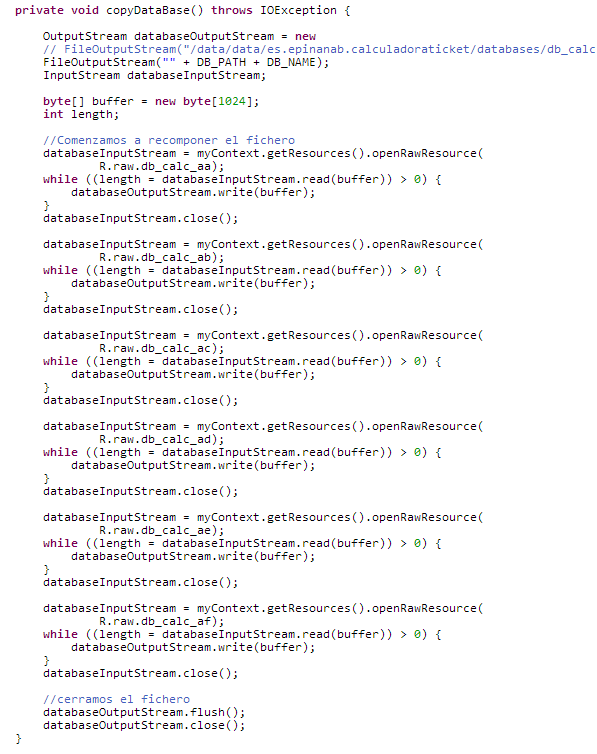 private void copyDataBase() throws IOException {

    OutputStream databaseOutputStream = new
    // FileOutputStream("/data/data/es.epinanab.calculadoraticket/databases/db_calc
    FileOutputStream("" + DB_PATH + DB_NAME);
    InputStream databaseInputStream;

    byte[] buffer = new byte[1024];
    int length;

    //Comenzamos a recomponer el fichero
    databaseInputStream = myContext.getResources().openRawResource(
            R.raw.db_calc_aa);
    while ((length = databaseInputStream.read(buffer)) > 0) {
        databaseOutputStream.write(buffer);
    }
    databaseInputStream.close();

    databaseInputStream = myContext.getResources().openRawResource(
            R.raw.db_calc_ab);
    while ((length = databaseInputStream.read(buffer)) > 0) {
        databaseOutputStream.write(buffer);
    }
    databaseInputStream.close();

    databaseInputStream = myContext.getResources().openRawResource(
            R.raw.db_calc_ac);
    while ((length = databaseInputStream.read(buffer)) > 0) {
        databaseOutputStream.write(buffer);
    }
    databaseInputStream.close();

    databaseInputStream = myContext.getResources().openRawResource(
            R.raw.db_calc_ad);
    while ((length = databaseInputStream.read(buffer)) > 0) {
        databaseOutputStream.write(buffer);
    }
    databaseInputStream.close();

    databaseInputStream = myContext.getResources().openRawResource(
            R.raw.db_calc_ae);
    while ((length = databaseInputStream.read(buffer)) > 0) {
        databaseOutputStream.write(buffer);
    }
    databaseInputStream.close();

    databaseInputStream = myContext.getResources().openRawResource(
            R.raw.db_calc_af);
    while ((length = databaseInputStream.read(buffer)) > 0) {
        databaseOutputStream.write(buffer);
    }
    databaseInputStream.close();

    //cerramos el fichero
    databaseOutputStream.flush();
    databaseOutputStream.close();
}